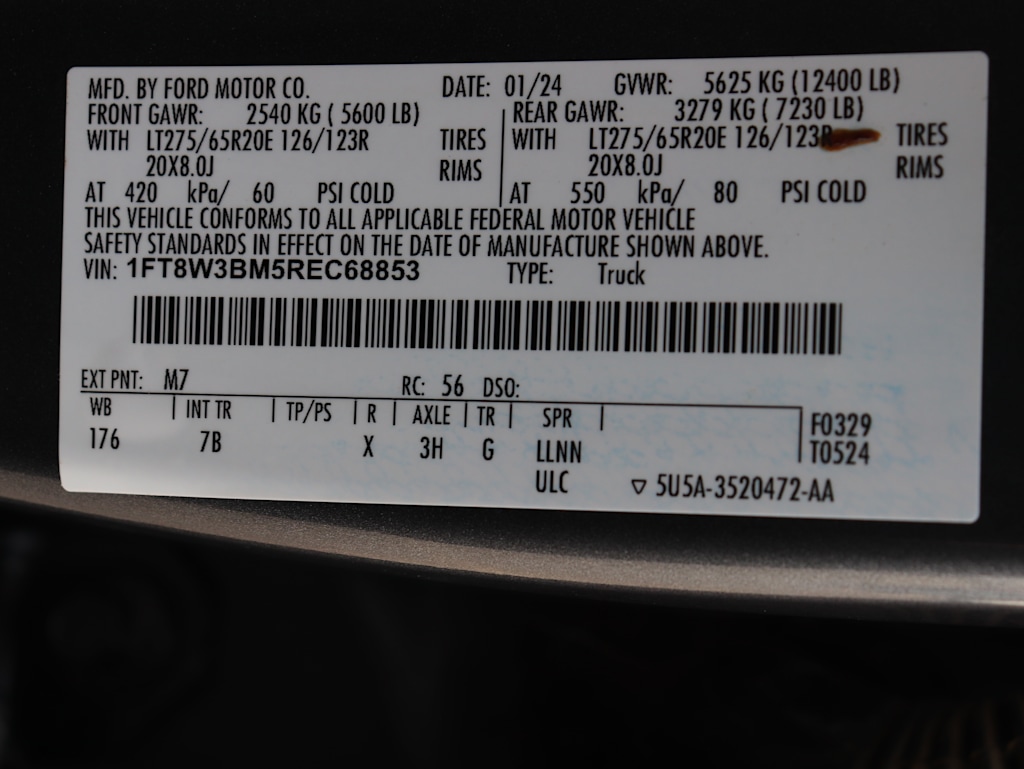 MFD. BY FORD MOTOR CO. DATE: 01/24 GVWR: 5625 KG (12400 LB)
FRONT GAWR: 2540 KG ( 5600 LB) REAR GAWR: 3279 KG ( 7230 LB)
WITH LT275/65R20E 126/123R TIRES WITH LT275/65R20E 126/123R TIRES
20X8.0J RIMS 20X8.0J RIMS
AT 420 kPa/ 60 PSI COLD AT 550 kPa/ 80 PSI COLD
THIS VEHICLE CONFORMS TO ALL APPLICABLE FEDERAL MOTOR VEHICLE
SAFETY STANDARDS IN EFFECT ON THE DATE OF MANUFACTURE SHOWN ABOVE.
VIN: 1FT8W3BM5REC68853 TYPE: Truck
EXT PNT: M7 RC: 56 DSO:
WB INT TR TP/PS R AXLE TR SPR F0329
176 7B X 3H G LLNN T0524
ULC ▽ 5U5A-3520472-AA